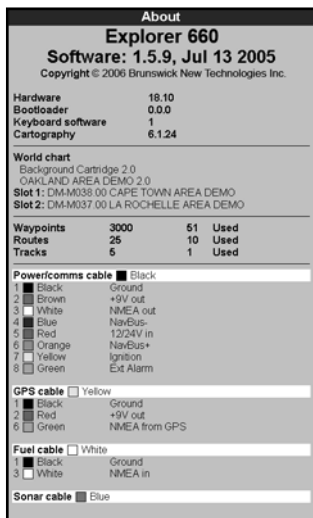 About
Explorer 660
Software: 1.5.9, Jul 13 2005
Copyright © 2006 Brunswick New Technologies Inc.
Hardware 18.10
Bootloader 0.0.0
Keyboard software 1
Cartography 6.1.24
World chart
Background Cartridge 2.0
OAKLAND AREA DEMO 2.0
Slot 1: DM-M038.00 CAPE TOWN AREA DEMO
Slot 2: DM-M037.00 LA ROCHELLE AREA DEMO
Waypoints 3000 51 Used
Routes 25 10 Used
Tracks 5 1 Used
Power/comms cable Black
1 Black Ground
2 Brown +9V out
3 White NMEA out
4 Blue NavBus-
5 Red 12/24V in
6 Orange NavBus+
7 Yellow Ignition
8 Green Ext Alarm
GPS cable Yellow
1 Black Ground
2 Red +9V out
6 Green NMEA from GPS
Fuel cable White
1 Black Ground
3 White NMEA in
Sonar cable Blue